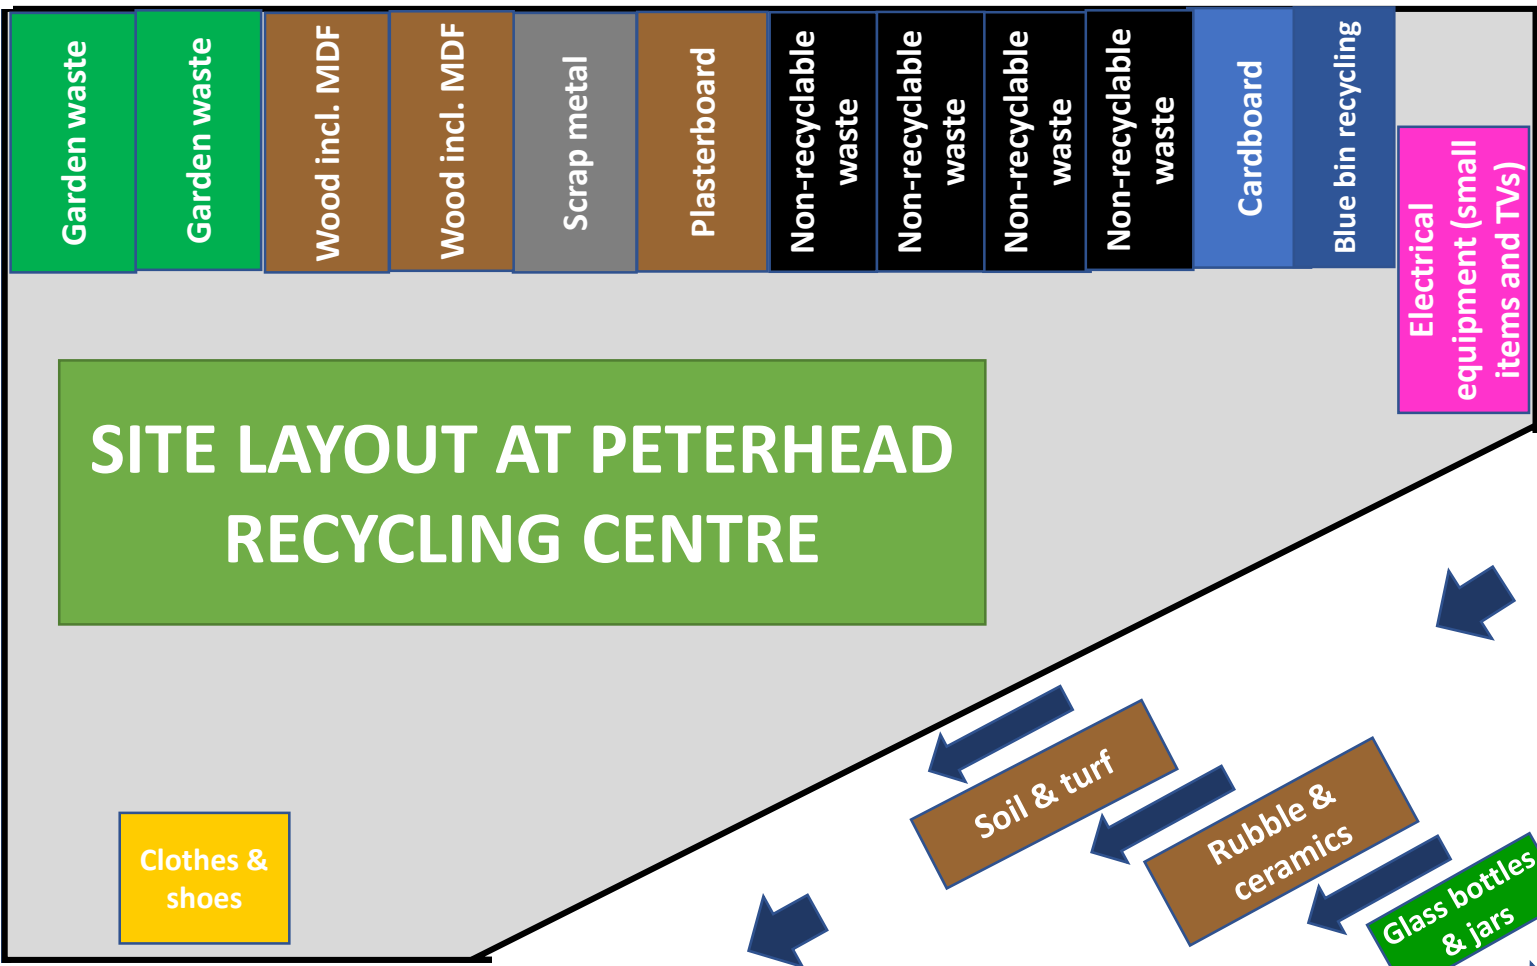 Garden waste
Garden waste
Wood incl. MDF
Wood incl. MDF
Scrap metal
Plasterboard
Non-recyclable
waste
Non-recyclable
waste
Non-recyclable
waste
Non-recyclable
waste
Cardboard
Blue bin recycling
Electrical
equipment (small
items and TVs)
SITE LAYOUT AT PETERHEAD
RECYCLING CENTRE
Soil & turf
Rubble &
ceramics
Clothes &
shoes
Glass bottles
& jars